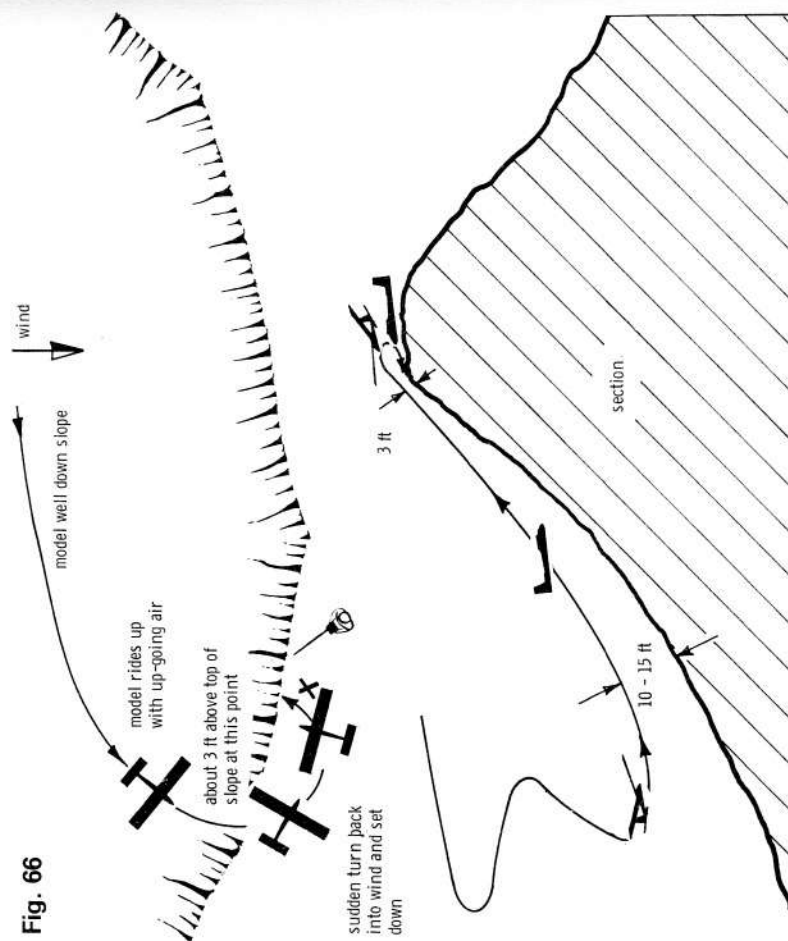 Fig. 66
wind
model well down slope
model rides up
with up-going air
about 3 ft above top of
slope at this point
X
sudden turn back
into wind and set
down
3 ft
section
10 - 15 ft